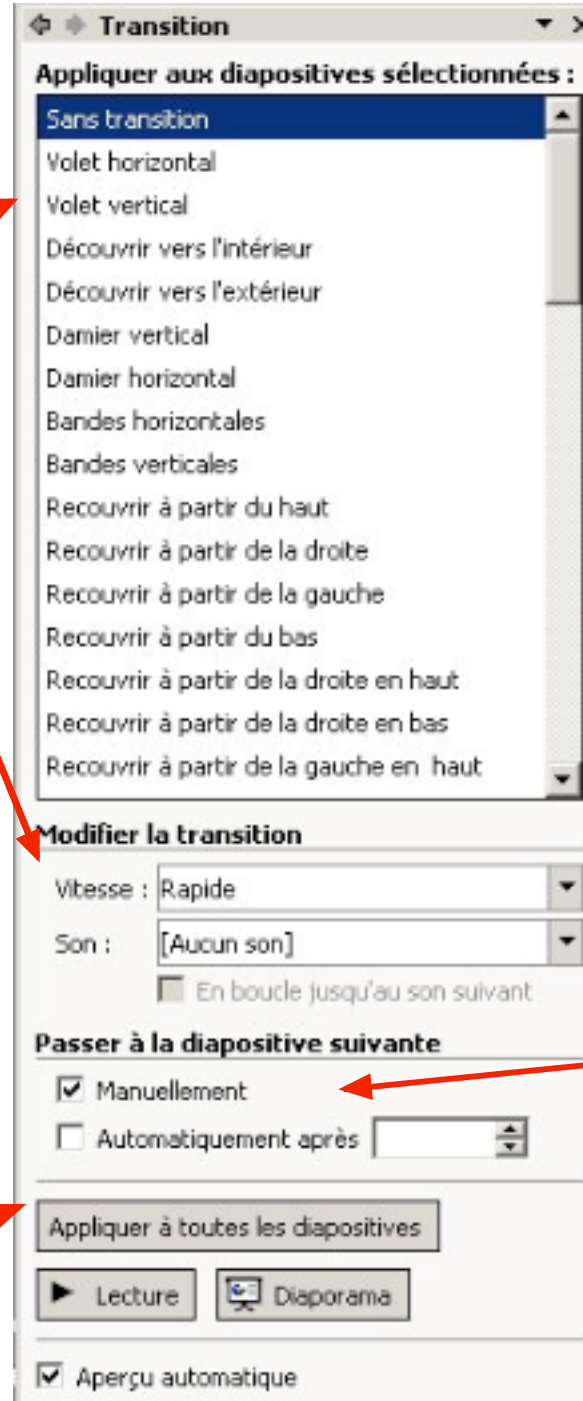 Transition
Appliquer aux diapositives sélectionnées :
Sans transition
Volet horizontal
Volet vertical
Découvrir vers l'intérieur
Découvrir vers l'extérieur
Damier vertical
Damier horizontal
Bandes horizontales
Bandes verticales
Recouvrir à partir du haut
Recouvrir à partir de la droite
Recouvrir à partir de la gauche
Recouvrir à partir du bas
Recouvrir à partir de la droite en haut
Recouvrir à partir de la droite en bas
Recouvrir à partir de la gauche en haut
Modifier la transition
Vitesse : Rapide
Son : [Aucun son]
En boucle jusqu'au son suivant
Passer à la diapositive suivante
Manuellement
Automatiquement après
Appliquer à toutes les diapositives
Lecture Diaporama
Aperçu automatique